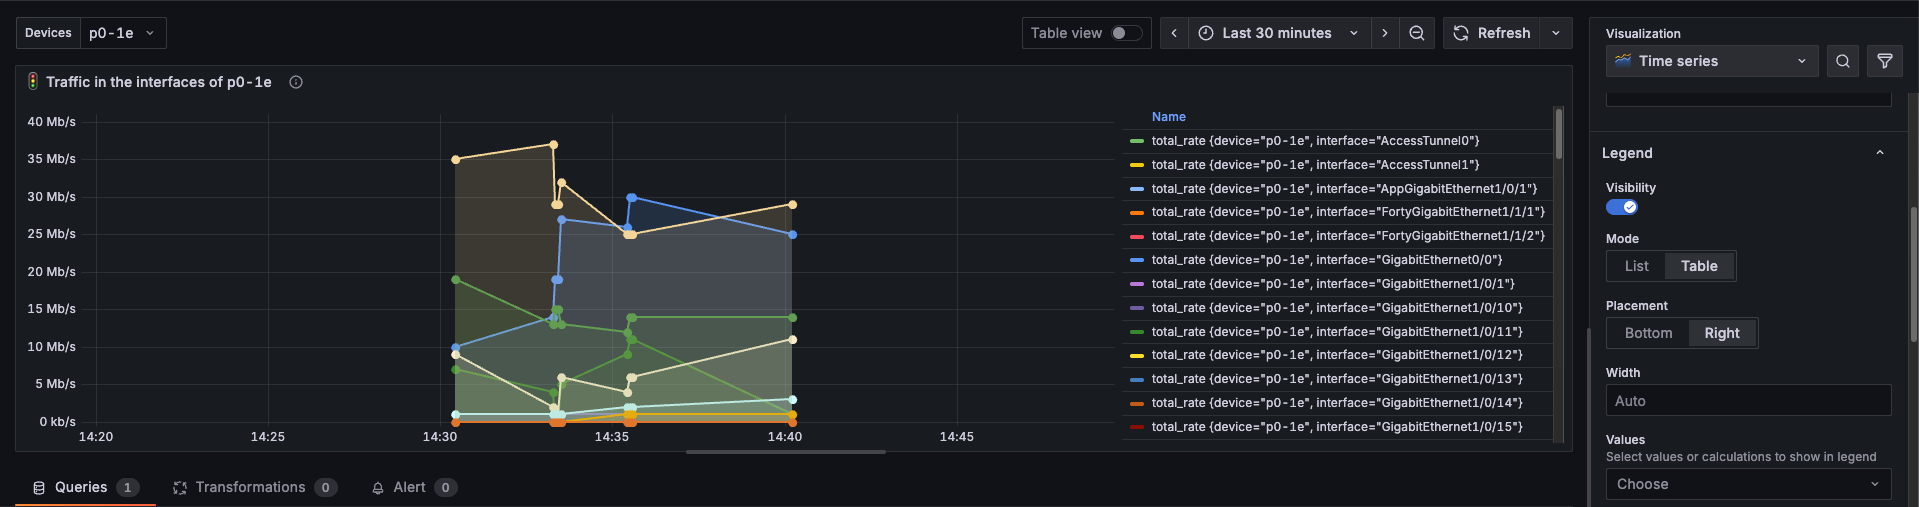 Devices p0-1e
Table view
Last 30 minutes
Refresh
Traffic in the interfaces of p0-1e
40 Mb/s
35 Mb/s
30 Mb/s
25 Mb/s
20 Mb/s
15 Mb/s
10 Mb/s
5 Mb/s
0 kb/s
14:20 14:25 14:30 14:35 14:40 14:45
Name
total_rate {device="p0-1e", interface="AccessTunnel0"}
total_rate {device="p0-1e", interface="AccessTunnel1"}
total_rate {device="p0-1e", interface="AppGigabitEthernet1/0/1"}
total_rate {device="p0-1e", interface="FortyGigabitEthernet1/1/1"}
total_rate {device="p0-1e", interface="FortyGigabitEthernet1/1/2"}
total_rate {device="p0-1e", interface="GigabitEthernet0/0"}
total_rate {device="p0-1e", interface="GigabitEthernet1/0/1"}
total_rate {device="p0-1e", interface="GigabitEthernet1/0/10"}
total_rate {device="p0-1e", interface="GigabitEthernet1/0/11"}
total_rate {device="p0-1e", interface="GigabitEthernet1/0/12"}
total_rate {device="p0-1e", interface="GigabitEthernet1/0/13"}
total_rate {device="p0-1e", interface="GigabitEthernet1/0/14"}
total_rate {device="p0-1e", interface="GigabitEthernet1/0/15"}
Queries 1
Transformations 0
Alert 0
Visualization
Time series
Legend
Visibility
Mode
List Table
Placement
Bottom Right
Width
Auto
Values
Select values or calculations to show in legend
Choose